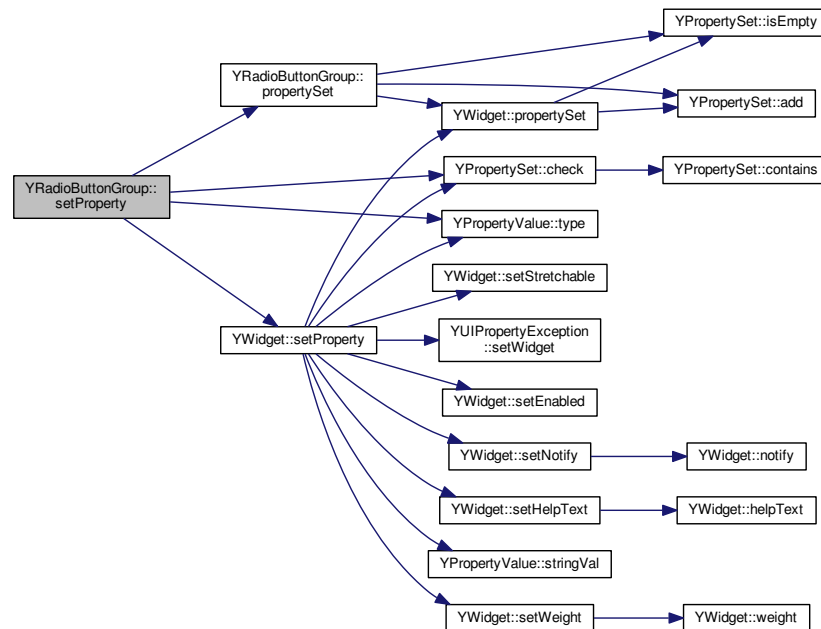 YPropertySet::isEmpty
YRadioButtonGroup::
propertySet
YPropertySet::add
YWidget::propertySet
YPropertySet::check
YPropertySet::contains
YRadioButtonGroup::
setProperty
YPropertyValue::type
YWidget::setStretchable
YWidget::setProperty
YUIPropertyException
::setWidget
YWidget::setEnabled
YWidget::setNotify
YWidget::notify
YWidget::setHelpText
YWidget::helpText
YPropertyValue::stringVal
YWidget::setWeight
YWidget::weight